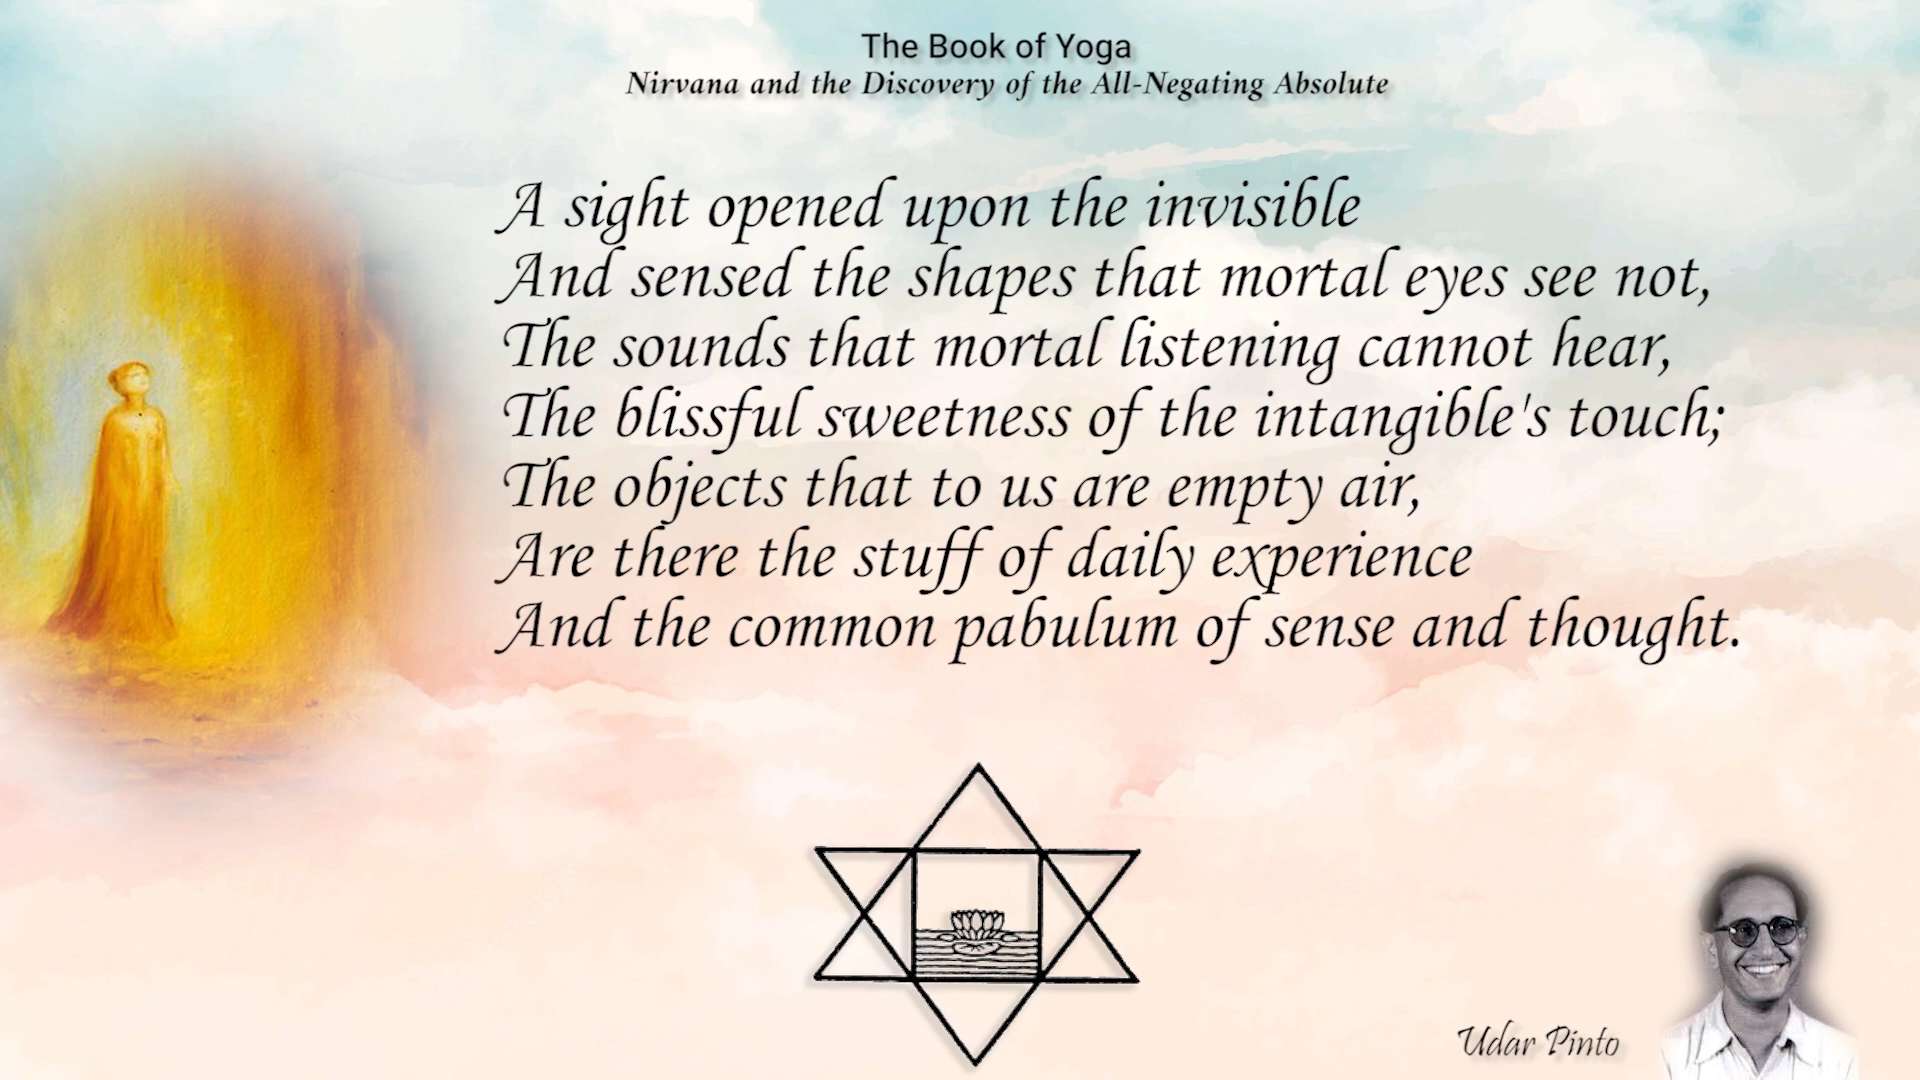 The Book of Yoga
Nirvana and the Discovery of the All-Negating Absolute
A sight opened upon the invisible
And sensed the shapes that mortal eyes see not,
The sounds that mortal listening cannot hear,
The blissful sweetness of the intangible's touch;
The objects that to us are empty air,
Are there the stuff of daily experience
And the common pabulum of sense and thought.
Udar Pinto